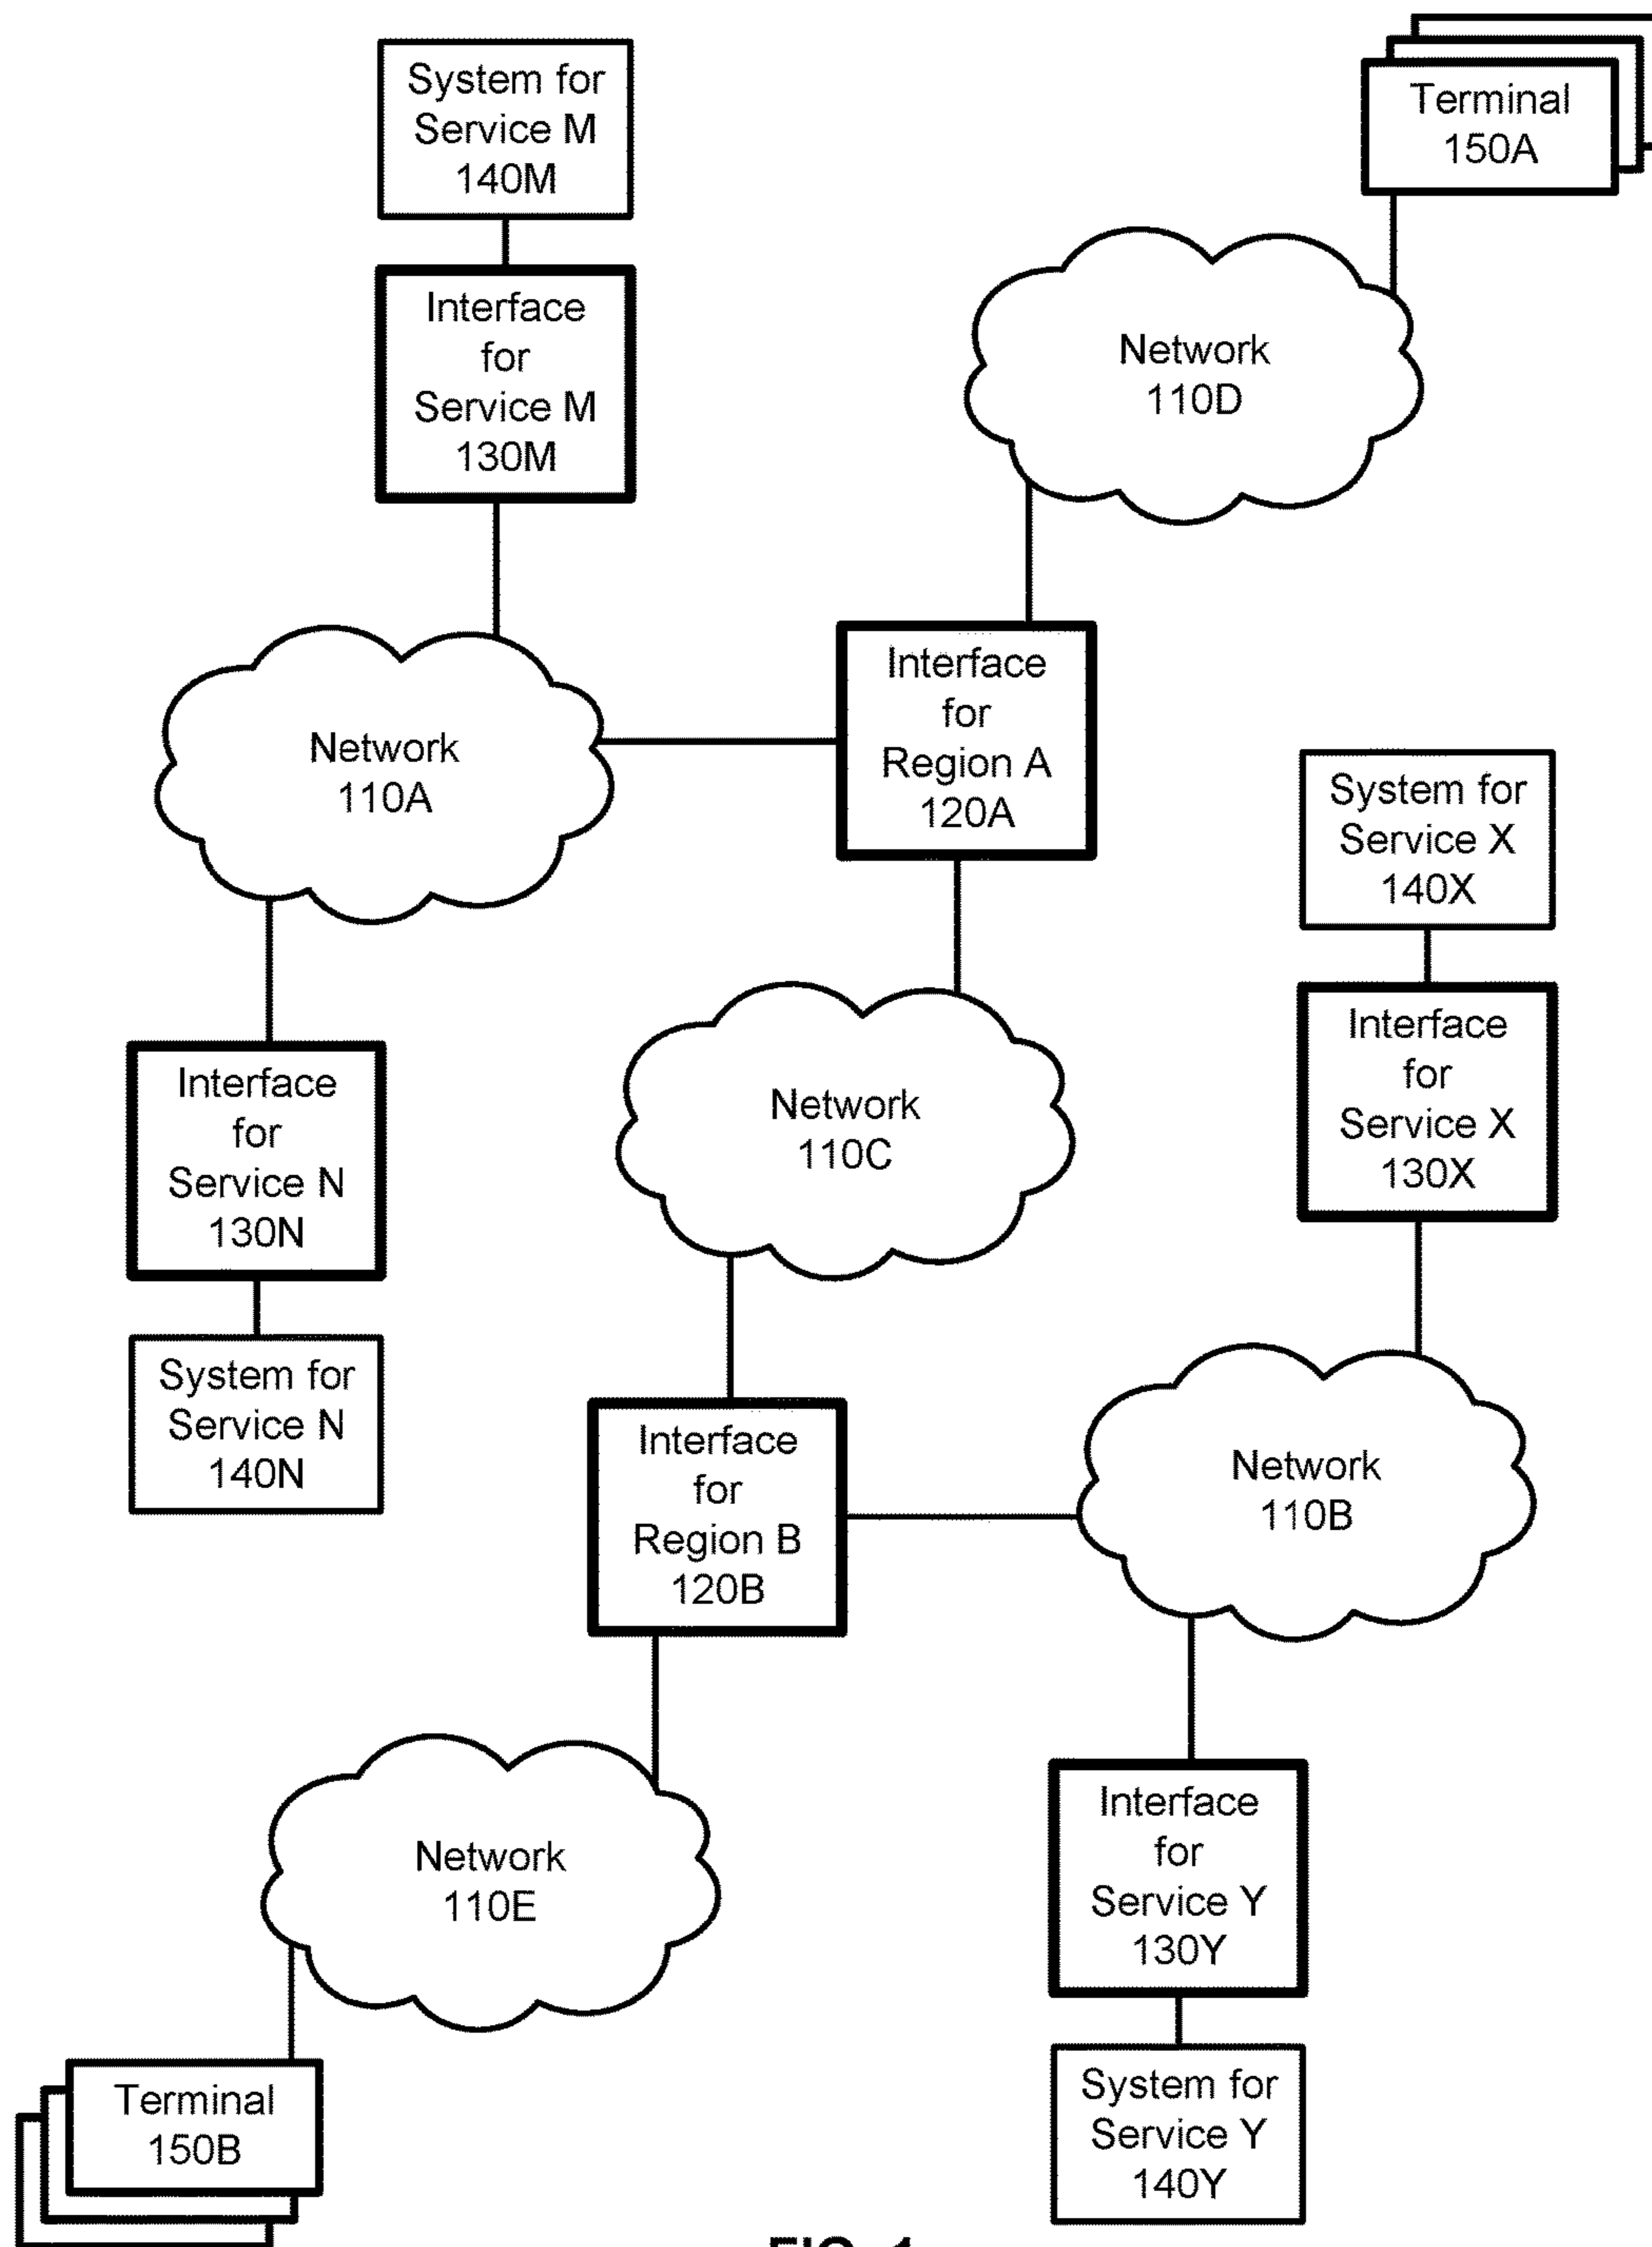 System for
Service M
140M
Terminal
150A
Interface
for
Service M
130M
Network
110D
Interface
for
Region A
120A
Network
110A
System for
Service X
140X
Interface
for
Service X
130X
Interface
for
Service N
130N
Network
110C
System for
Service N
140N
Interface
for
Region B
120B
Network
110B
Interface
for
Service Y
130Y
Network
110E
System for
Service Y
140Y
Terminal
150B
FIG. 1